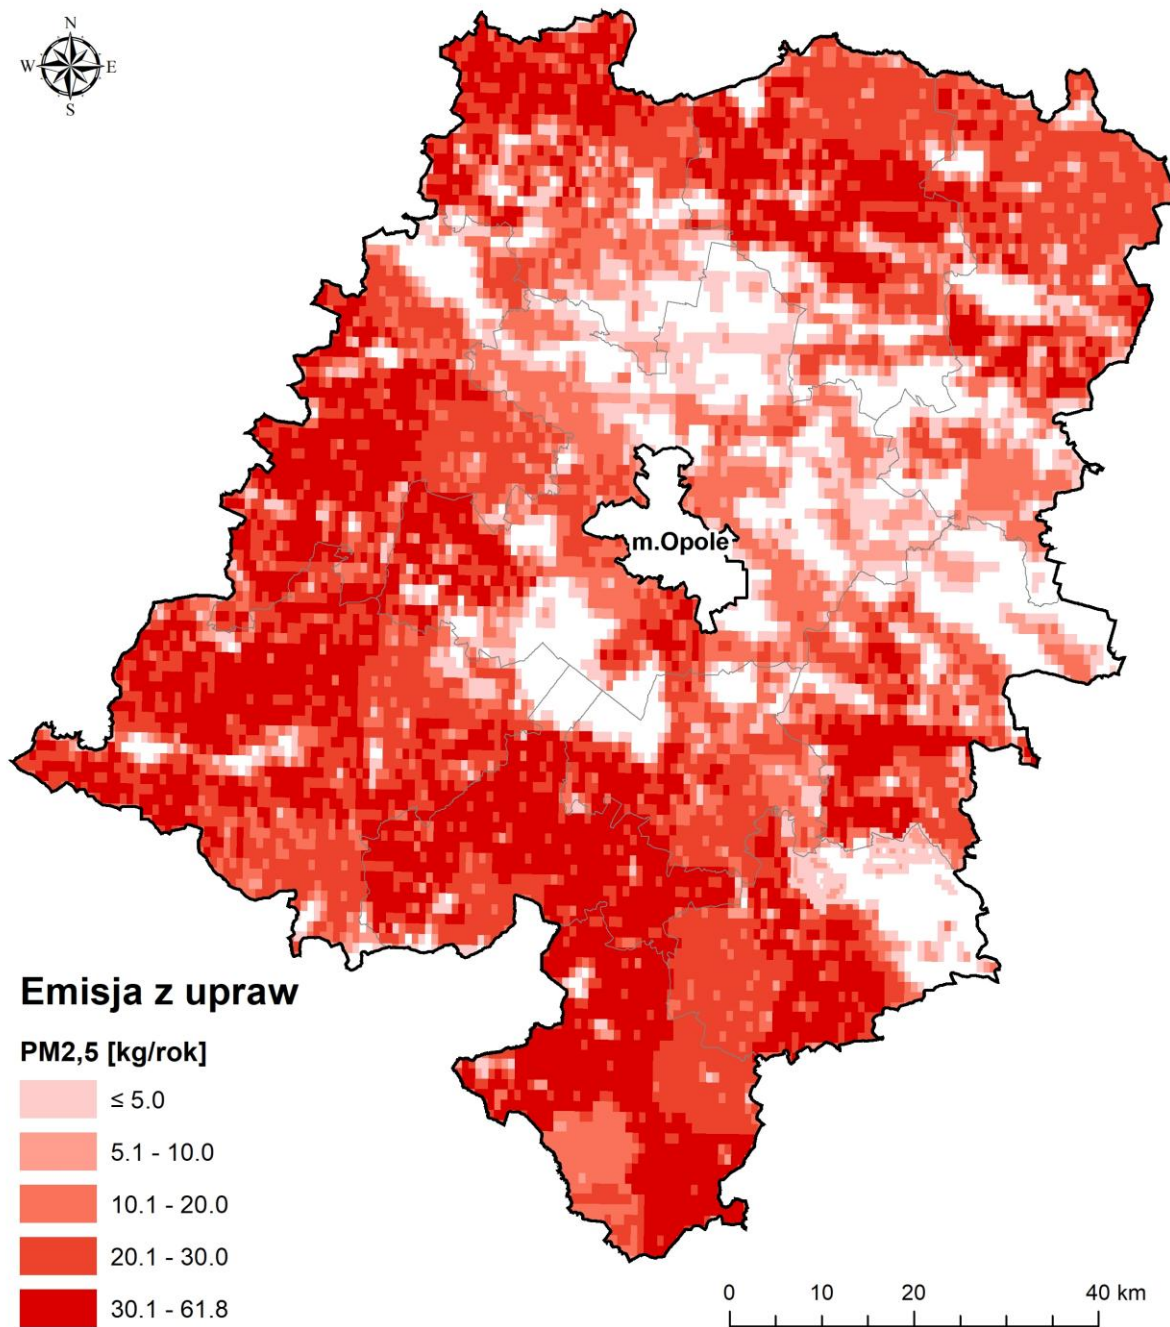 N
W E
S
m.Opole
Emisja z upraw
PM2,5 [kg/rok]
≤ 5.0
5.1 - 10.0
10.1 - 20.0
20.1 - 30.0
30.1 - 61.8
0 10 20 40 km